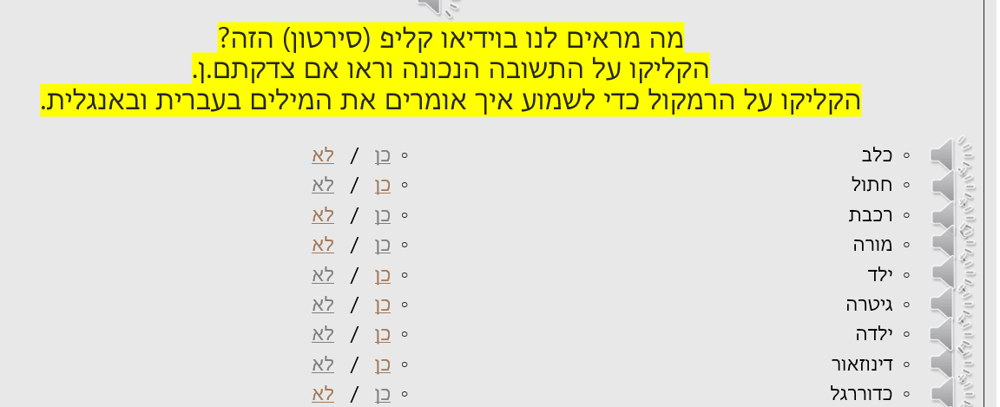 מה מראים לנו בוידיאו קליפ (סירטון) הזה?
הקליקו על התשובה הנכונה וראו אם צדקתם.ן.
הקליקו על הרמקול כדי לשמוע איך אומרים את המילים בעברית ובאנגלית.
◦ כלב ◦ כן / לא
◦ חתול ◦ כן / לא
◦ רכבת ◦ כן / לא
◦ מורה ◦ כן / לא
◦ ילד ◦ כן / לא
◦ גיטרה ◦ כן / לא
◦ ילדה ◦ כן / לא
◦ דינוזאור ◦ כן / לא
◦ כדוררגל ◦ כן / לא